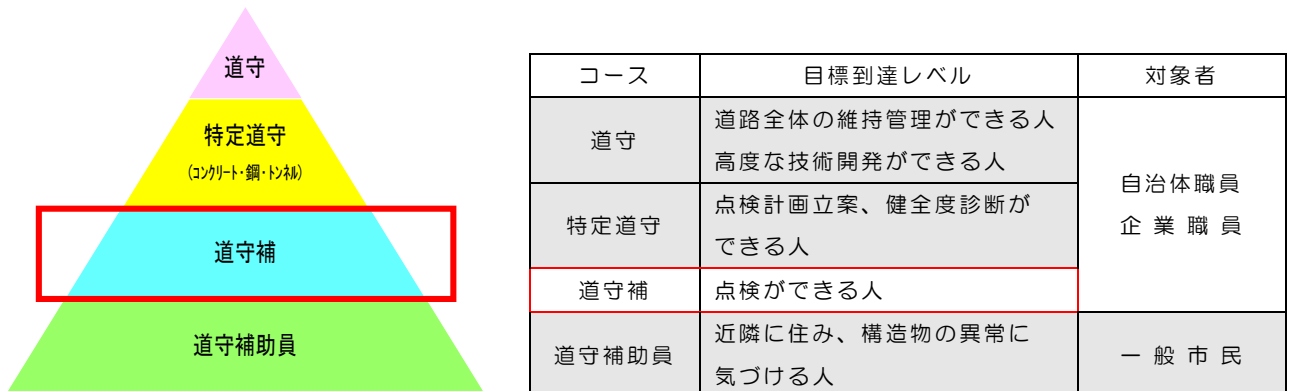 道守
特定道守
(コンクリート・鋼・トンネル)
道守補
道守補助員
コース
目標到達レベル
対象者
道守
道路全体の維持管理ができる人
高度な技術開発ができる人
自治体職員
企業職員
特定道守
点検計画立案、健全度診断が
できる人
道守補
点検ができる人
道守補助員
近隣に住み、構造物の異常に
気づける人
一般市民